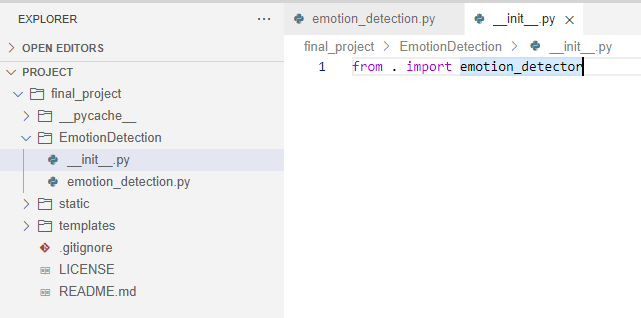 EXPLORER
OPEN EDITORS
PROJECT
final_project
__pycache__
EmotionDetection
__init__.py
emotion_detection.py
static
templates
.gitignore
LICENSE
README.md
emotion_detection.py
__init__.py
final_project > EmotionDetection > __init__.py
1 from . import emotion_detector